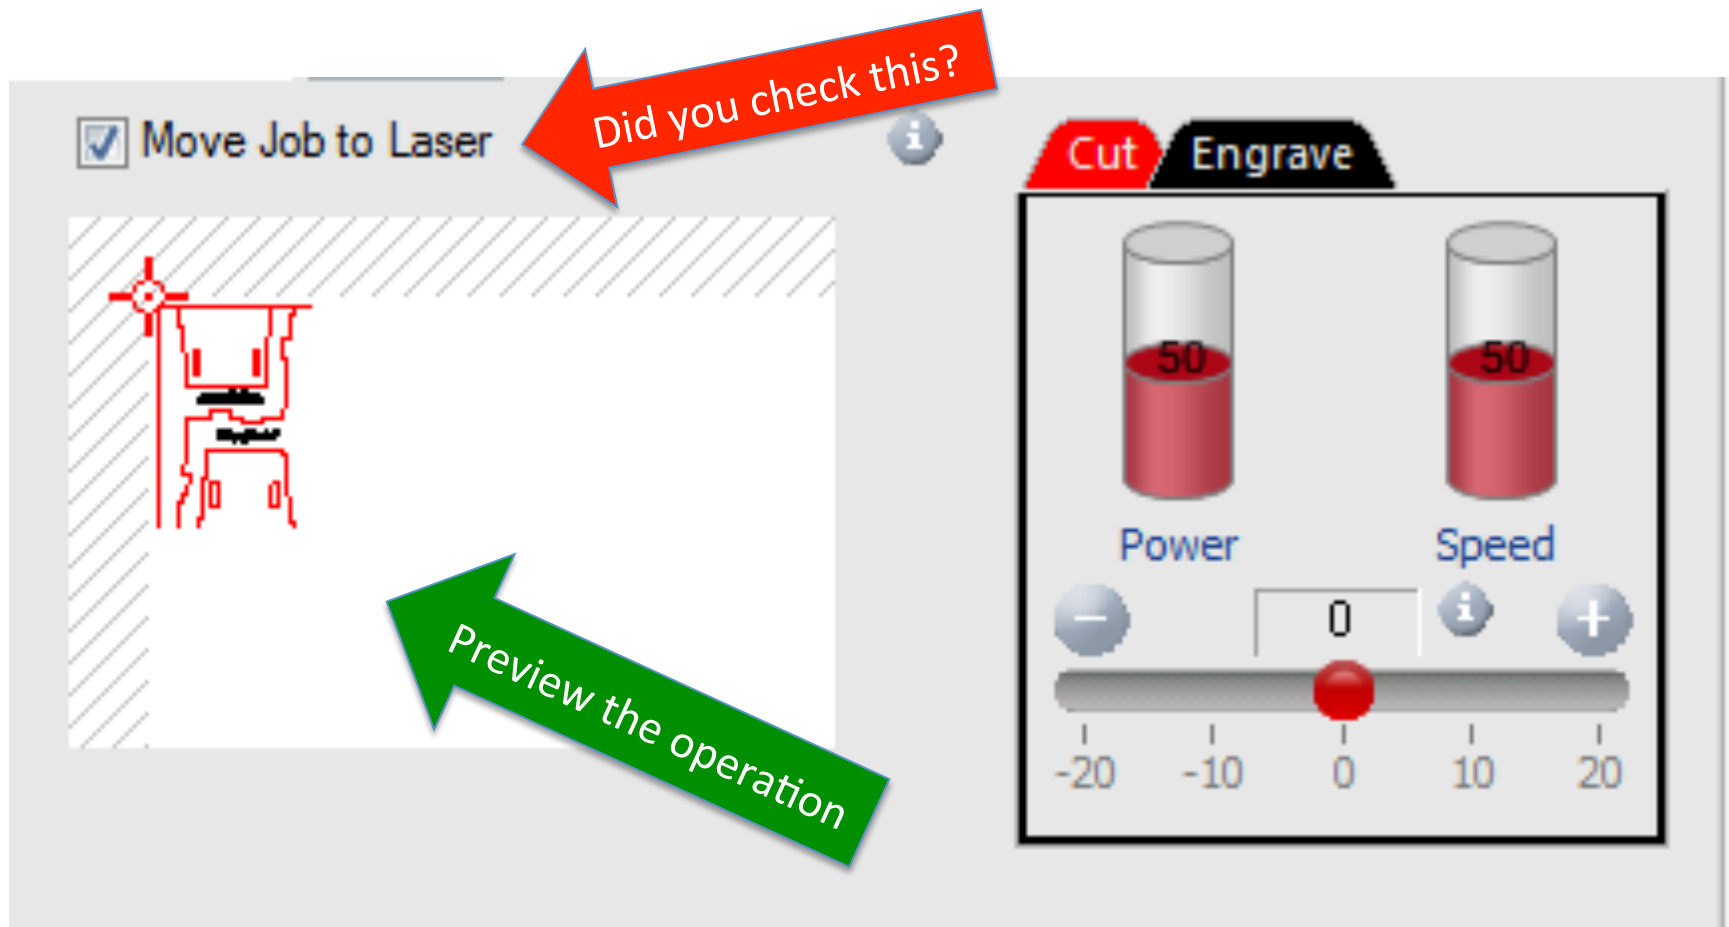 Did you check this?
Move Job to Laser
Cut
Engrave
50
50
Power
Speed
0
-20
-10
0
10
20
Preview the operation